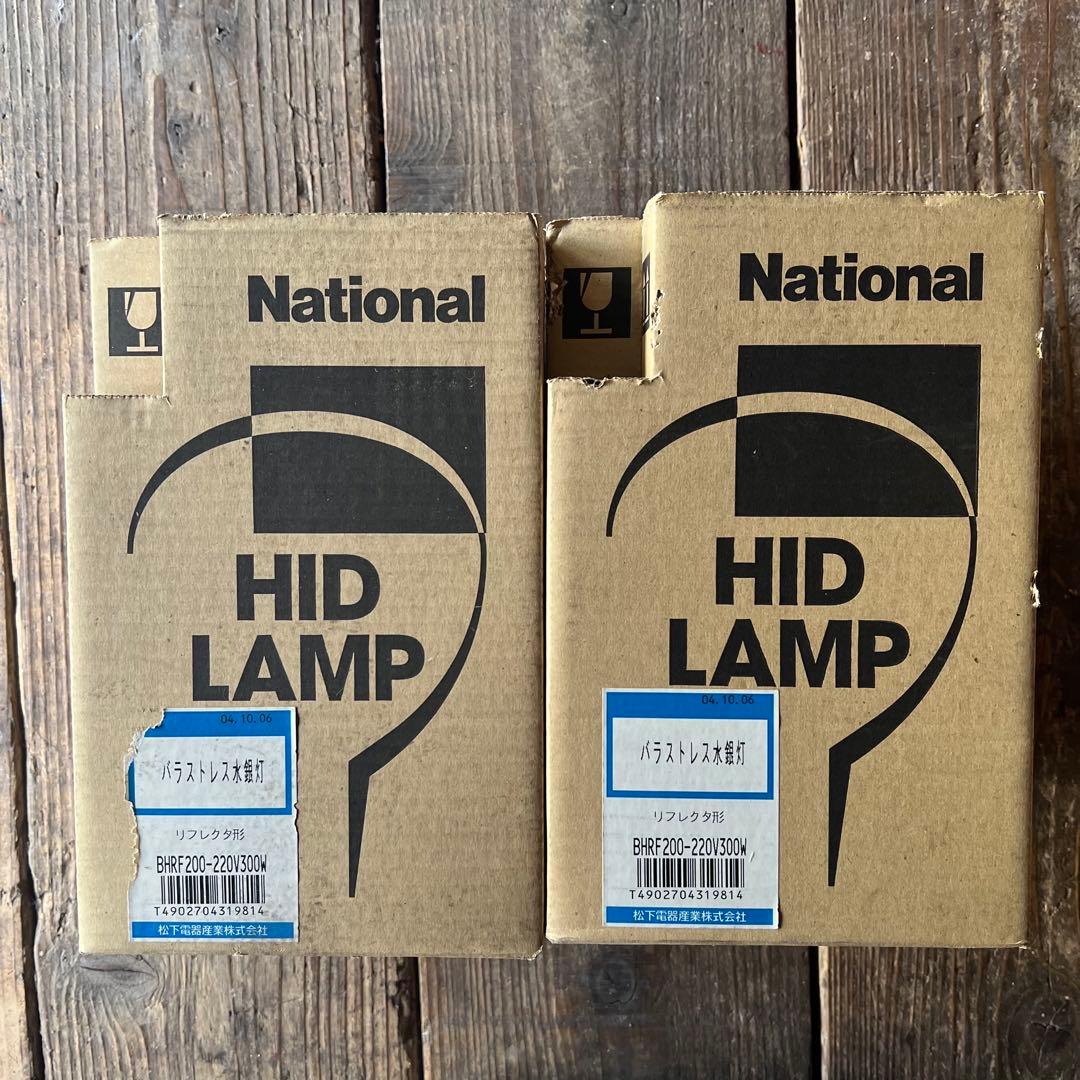 National
HID
LAMP
04.10.06
バラストレス水銀灯
リフレクタ形
BHRF200-220V300W
T4902704319814
松下電器産業株式会社
National
HID
LAMP
04.10.06
バラストレス水銀灯
リフレクタ形
BHRF200-220V300W
T4902704319814
松下電器産業株式会社